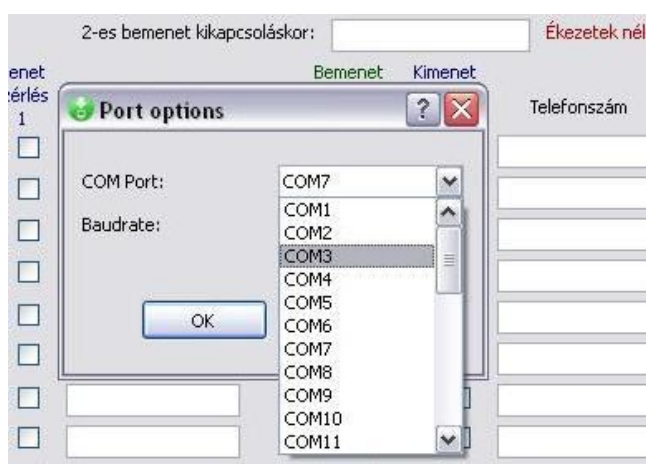 2-es bemenet kikapcsoláskor:
Ékezetek nél
enet
Bemenet
Kimenet
érlés
1
Port options
Telefonszám
COM Port:
COM7
Baudrate:
COM1
COM2
COM3
COM4
COM5
COM6
COM7
COM8
COM9
COM10
COM11
OK